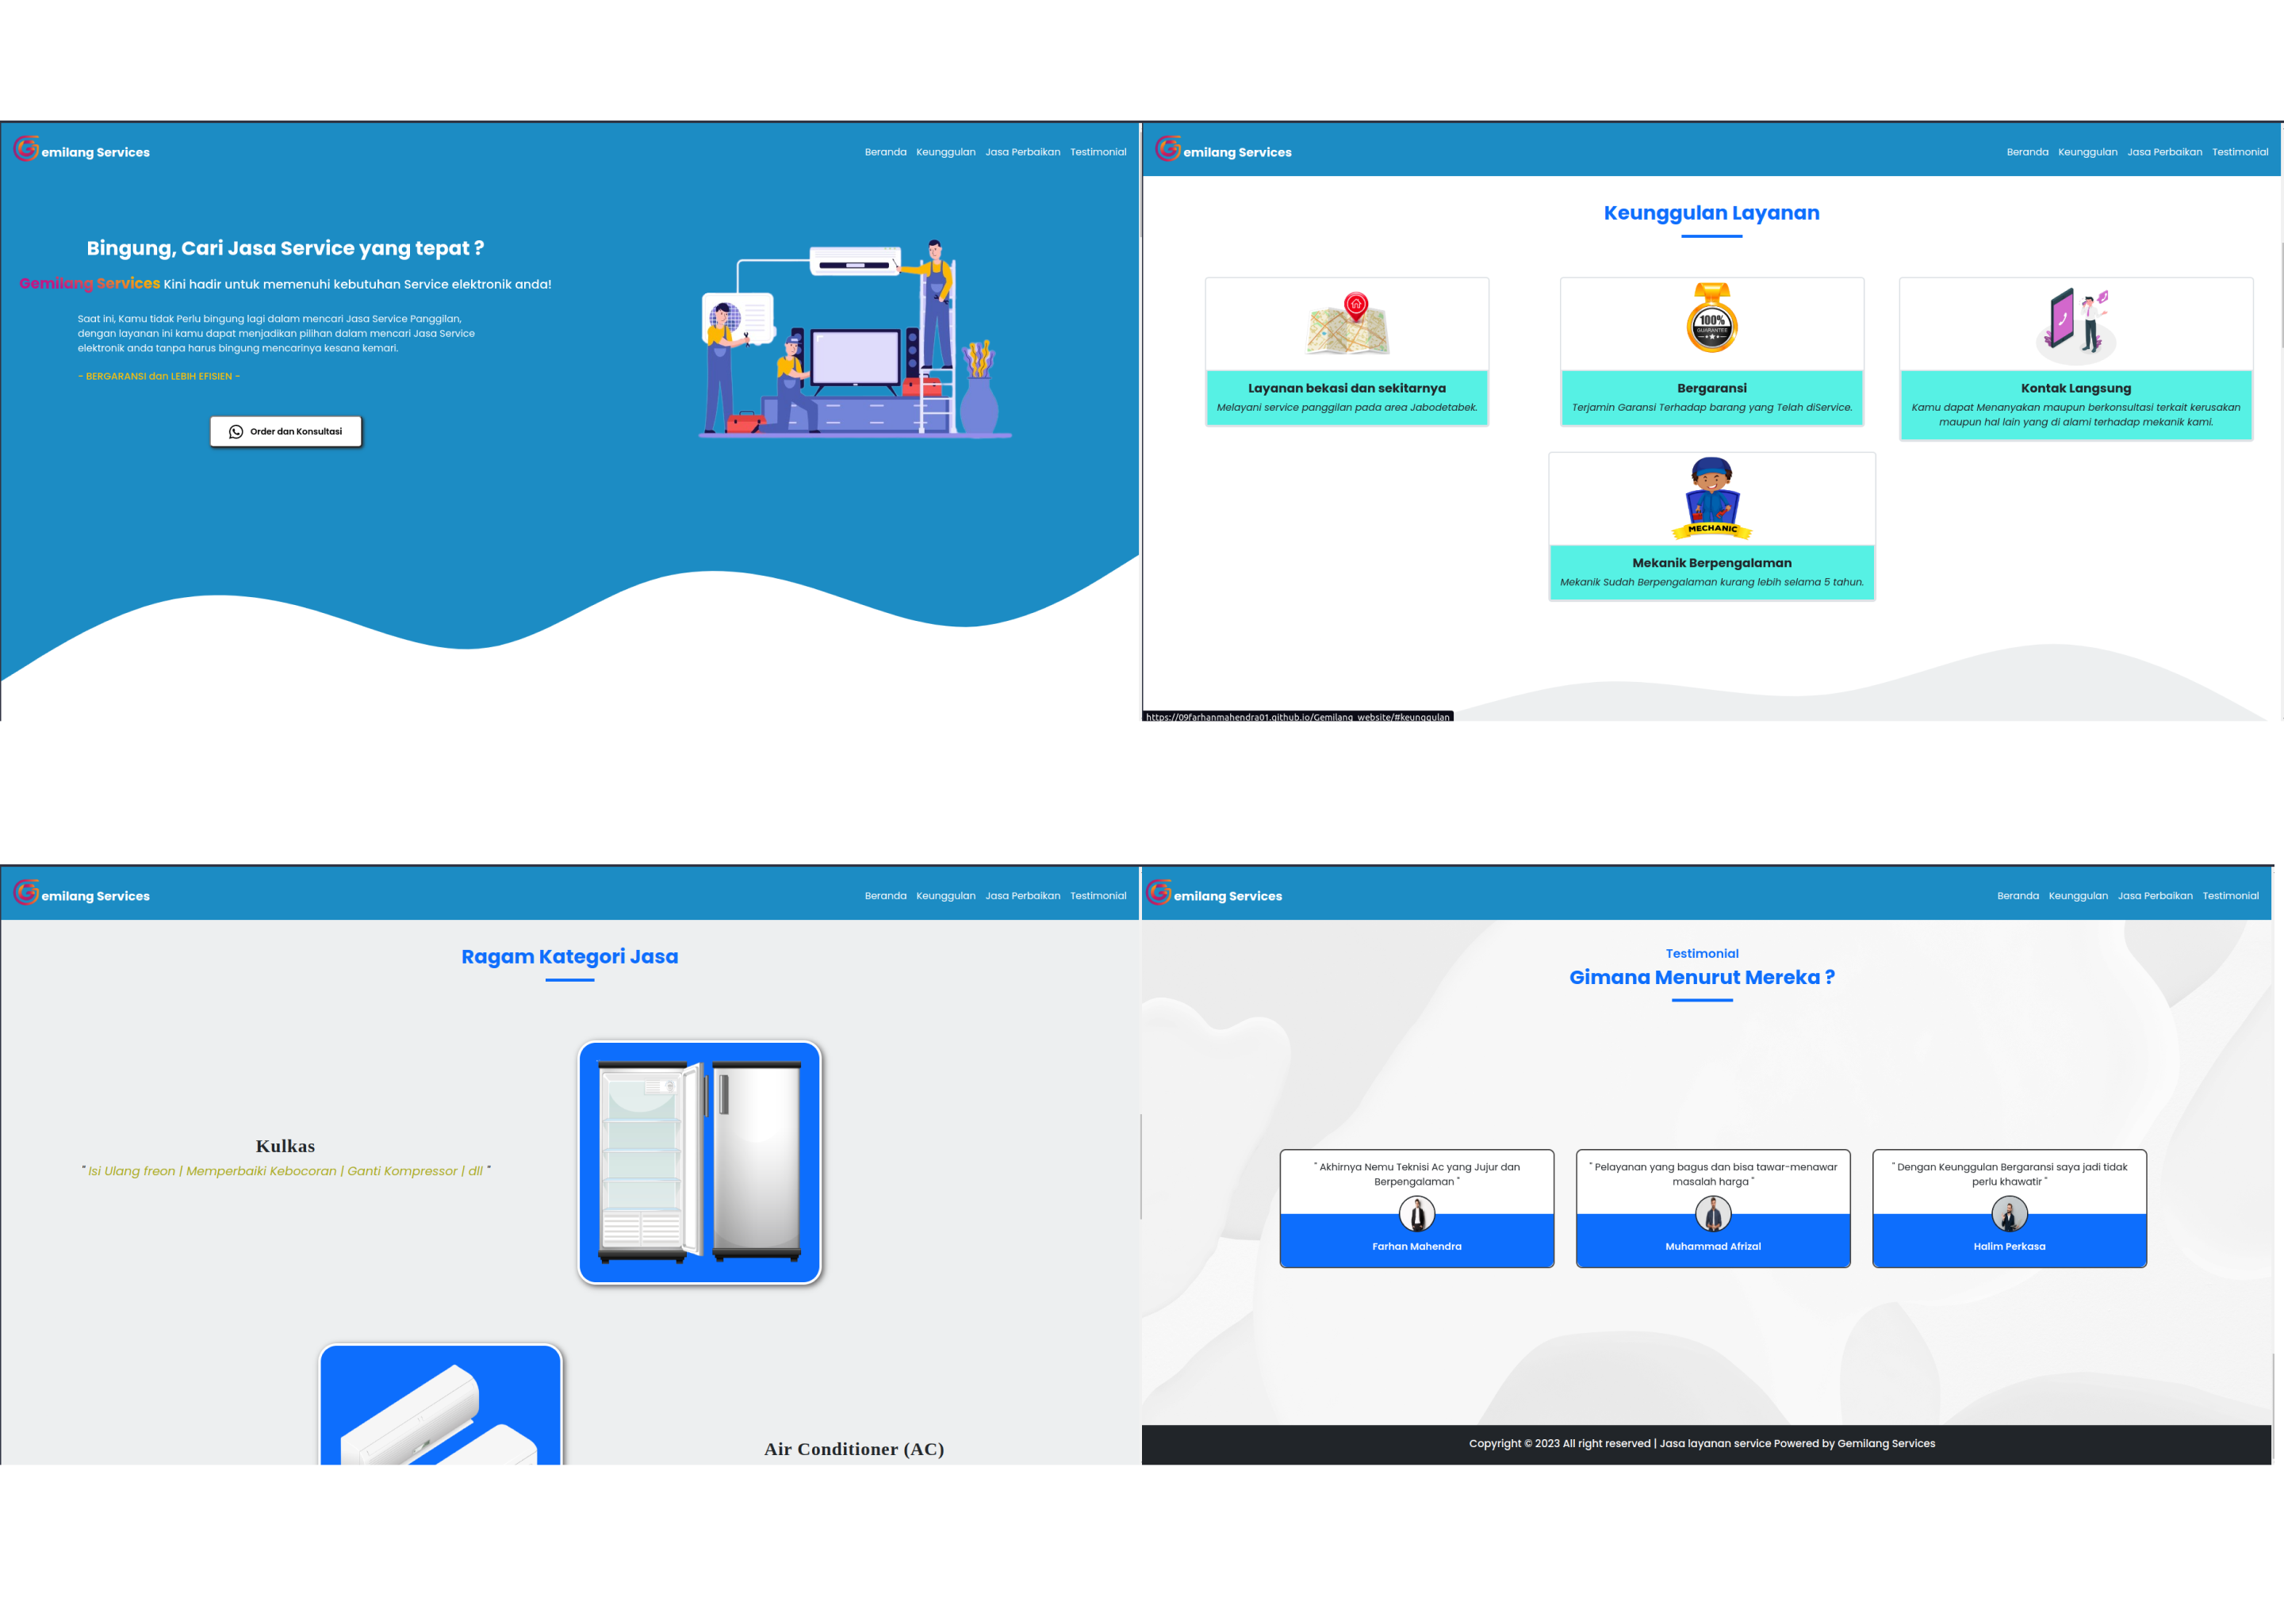 Gemilang Services
Beranda Keunggulan Jasa Perbaikan Testimonial
Bingung, Cari Jasa Service yang tepat ?
Gemilang Services Kini hadir untuk memenuhi kebutuhan Service elektronik anda!
Saat ini, Kamu tidak Perlu bingung lagi dalam mencari Jasa Service Panggilan,
dengan layanan ini kamu dapat menjadikan pilihan dalam mencari Jasa Service
elektronik anda tanpa harus bingung mencarinya kesana kemari.
- BERGARANSI dan LEBIH EFISIEN -
Order dan Konsultasi
Gemilang Services
Beranda Keunggulan Jasa Perbaikan Testimonial
Keunggulan Layanan
Layanan bekasi dan sekitarnya
Melayani service panggilan pada area Jabodetabek.
100%
GUARANTEE
Bergaransi
Terjamin Garansi Terhadap barang yang Telah diService.
Kontak Langsung
Kamu dapat Menanyakan maupun berkonsultasi terkait kerusakan
maupun hal lain yang di alami terhadap mekanik kami.
MECHANIC
Mekanik Berpengalaman
Mekanik Sudah Berpengalaman kurang lebih selama 5 tahun.
https://09farhanmahendra01.github.io/Gemilang_website/#keunggulan
Gemilang Services
Beranda Keunggulan Jasa Perbaikan Testimonial
Ragam Kategori Jasa
Kulkas
" Isi Ulang freon | Memperbaiki Kebocoran | Ganti Kompressor | dll "
Air Conditioner (AC)
Gemilang Services
Beranda Keunggulan Jasa Perbaikan Testimonial
Testimonial
Gimana Menurut Mereka ?
" Akhirnya Nemu Teknisi Ac yang Jujur dan
Berpengalaman "
Farhan Mahendra
" Pelayanan yang bagus dan bisa tawar-menawar
masalah harga "
Muhammad Afrizal
" Dengan Keunggulan Bergaransi saya jadi tidak
perlu khawatir "
Halim Perkasa
Copyright © 2023 All right reserved | Jasa layanan service Powered by Gemilang Services